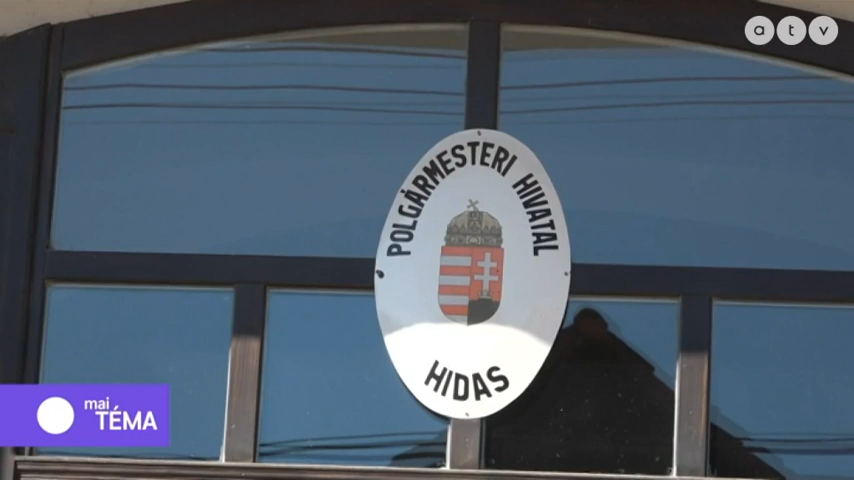 atv
POLGÁRMESTERI HIVATAL
HIDAS
mai
TÉMA